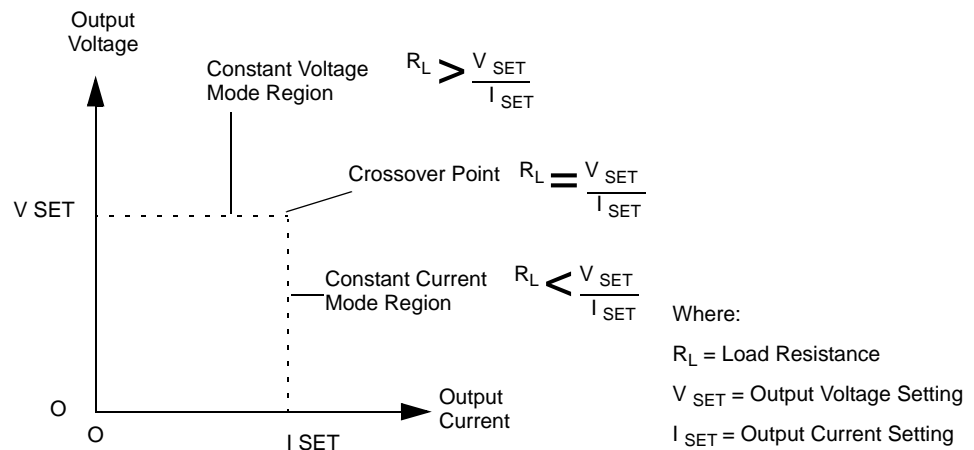 Output
Voltage
Constant Voltage
Mode Region
R_L > V SET / I SET
Crossover Point R_L = V SET / I SET
V SET
Constant Current
Mode Region
R_L < V SET / I SET
Where:
R_L = Load Resistance
V SET = Output Voltage Setting
I SET = Output Current Setting
O
O
I SET
Output
Current